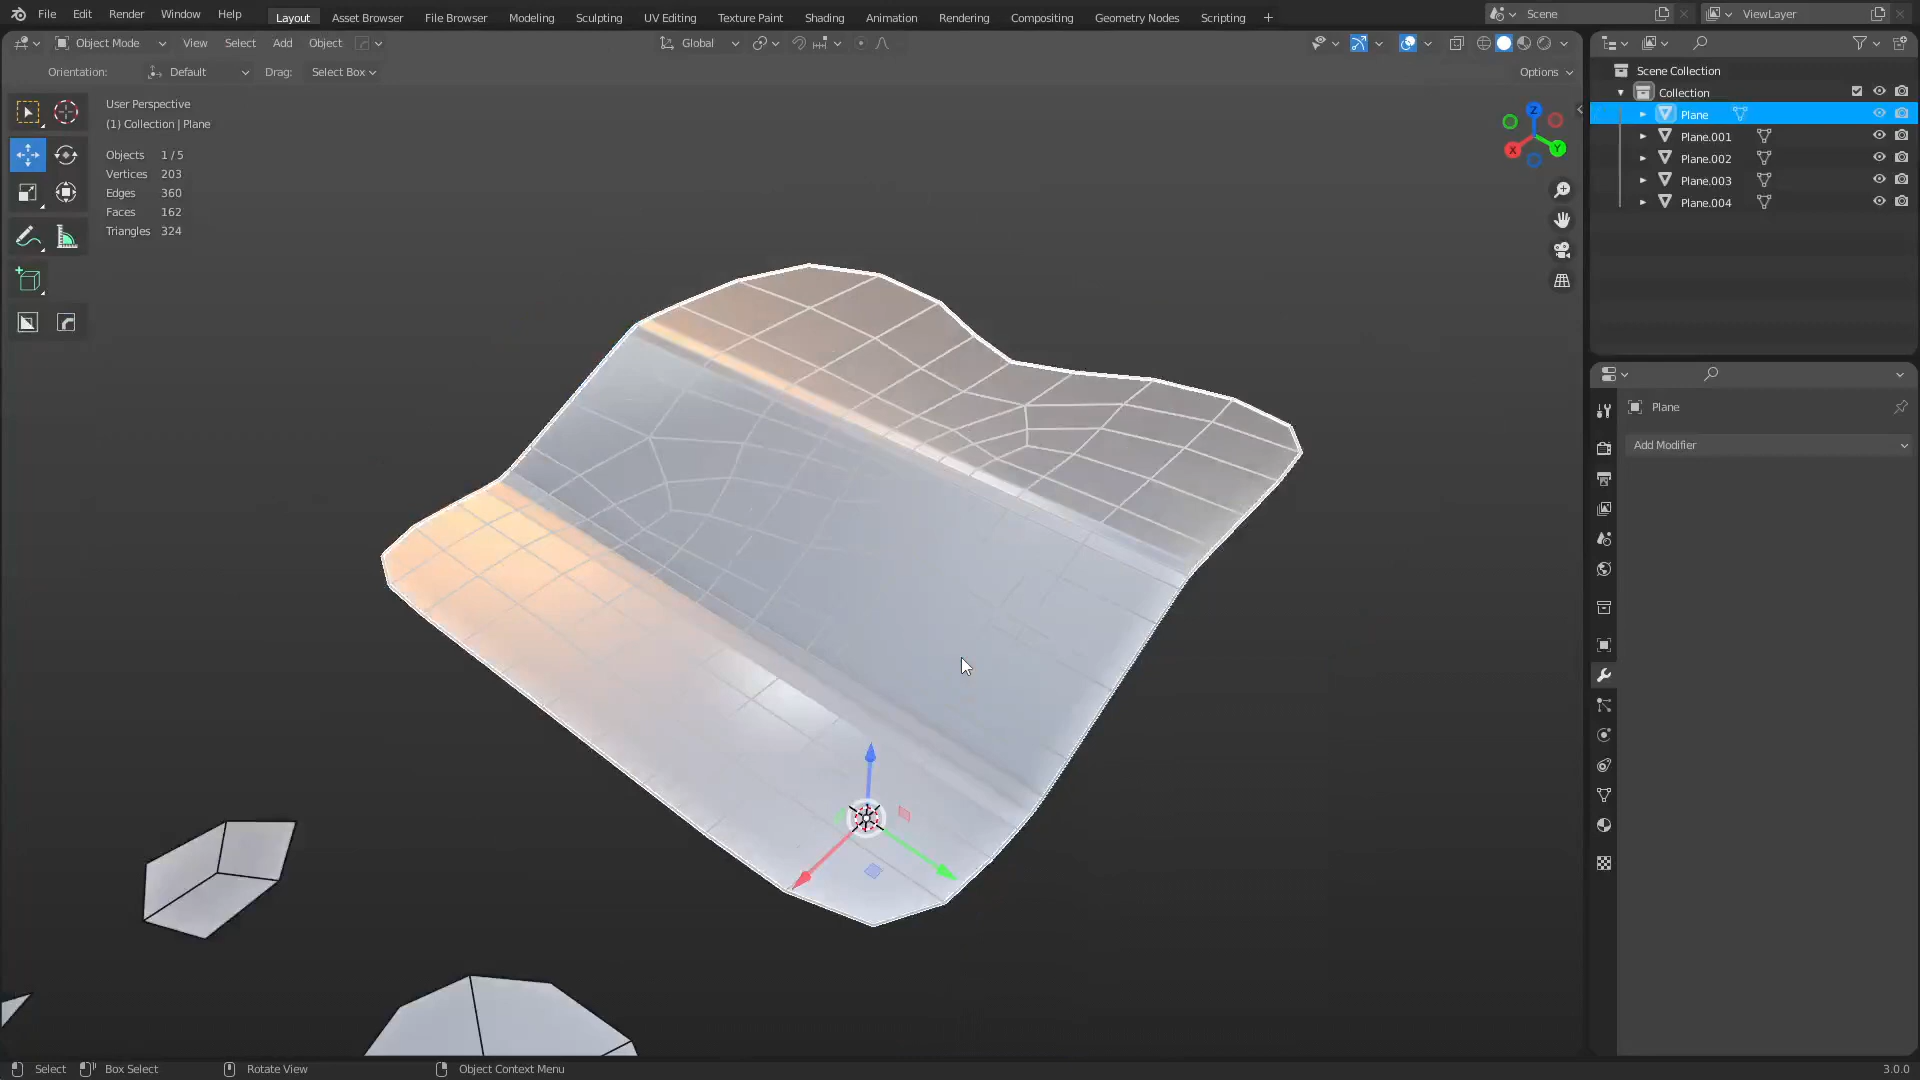 File Edit Render Window Help Layout Asset Browser File Browser Modeling Sculpting UV Editing Texture Paint Shading Animation Rendering Compositing Geometry Nodes Scripting + Scene ViewLayer
Object Mode View Select Add Object Global
Orientation: Default Drag: Select Box Options
User Perspective
(1) Collection | Plane
Objects 1 / 5
Vertices 203
Edges 360
Faces 162
Triangles 324
Z
X
Y
Scene Collection
Collection
Plane
Plane.001
Plane.002
Plane.003
Plane.004
Plane
Add Modifier
Select Box Select Rotate View Object Context Menu 3.0.0